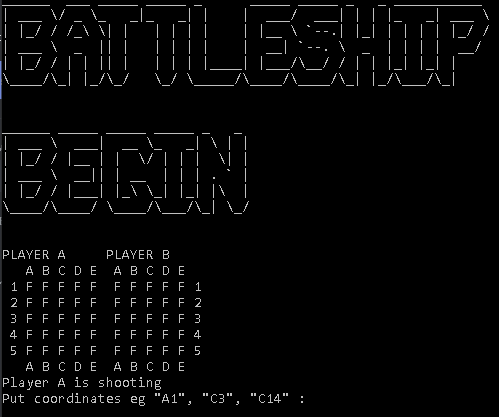 BATTLESHIP
BEGIN
PLAYER A PLAYER B
A B C D E A B C D E
1 F F F F F F F F F F 1
2 F F F F F F F F F F 2
3 F F F F F F F F F F 3
4 F F F F F F F F F F 4
5 F F F F F F F F F F 5
A B C D E A B C D E
Player A is shooting
Put coordinates eg "A1", "C3", "C14" :